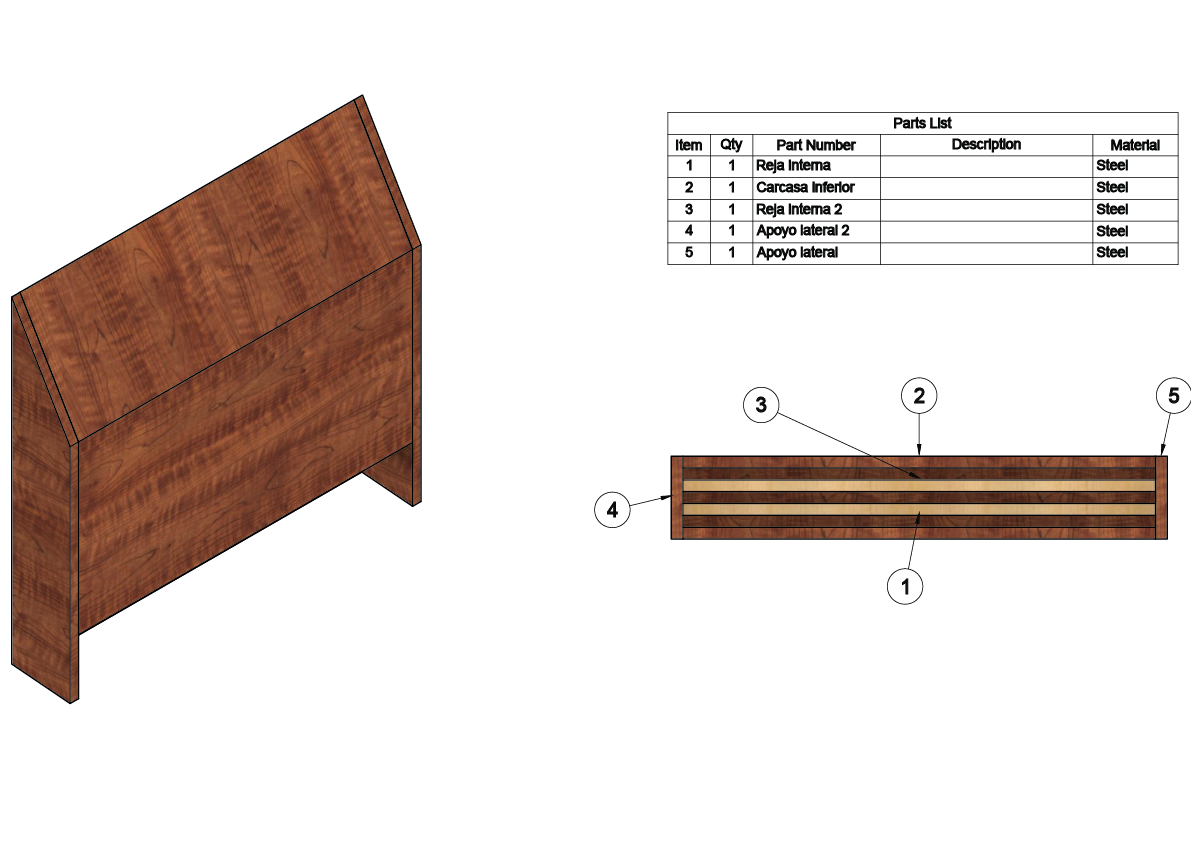 Parts List
Item Qty Part Number Description Material
1 1 Reja Interna Steel
2 1 Carcasa Inferior Steel
3 1 Reja Interna 2 Steel
4 1 Apoyo lateral 2 Steel
5 1 Apoyo lateral Steel
3
2
5
4
1